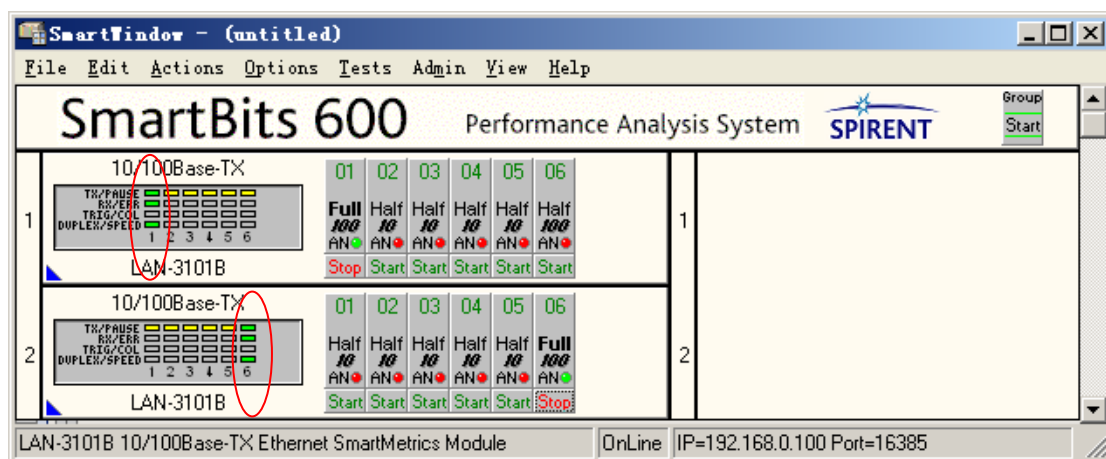 SmartWindow - (untitled)
File Edit Actions Options Tests Admin View Help
SmartBits 600 Performance Analysis System SPIRENT
Group
Start
1
10/100Base-TX
TX/PAUSE
RX/ERR
TRIG/COL
DUPLEX/SPEED
1 2 3 4 5 6
LAN-3101B
01 02 03 04 05 06
Full Half Half Half Half Half
100 10 10 10 10 10
AN AN AN AN AN AN
Stop Start Start Start Start Start
1
2
10/100Base-TX
TX/PAUSE
RX/ERR
TRIG/COL
DUPLEX/SPEED
1 2 3 4 5 6
LAN-3101B
01 02 03 04 05 06
Half Half Half Half Half Full
10 10 10 10 10 100
AN AN AN AN AN AN
Start Start Start Start Start Stop
2
LAN-3101B 10/100Base-TX Ethernet SmartMetrics Module OnLine IP=192.168.0.100 Port=16385